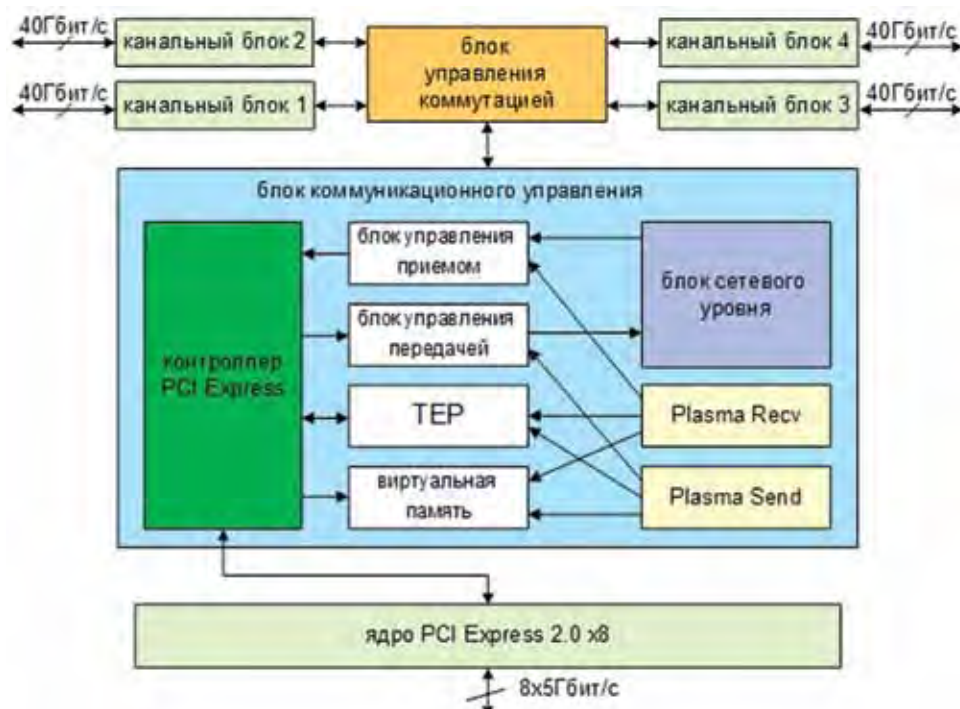 40Гбит/с
канальный блок 2
блок
управления
коммутацией
канальный блок 4
40Гбит/с
40Гбит/с
канальный блок 1
канальный блок 3
40Гбит/с
блок коммуникационного управления
контроллер
PCI Express
блок управления
приемом
блок управления
передачей
TEP
виртуальная
память
блок сетевого
уровня
Plasma Recv
Plasma Send
ядро PCI Express 2.0 x8
8x5Гбит/с